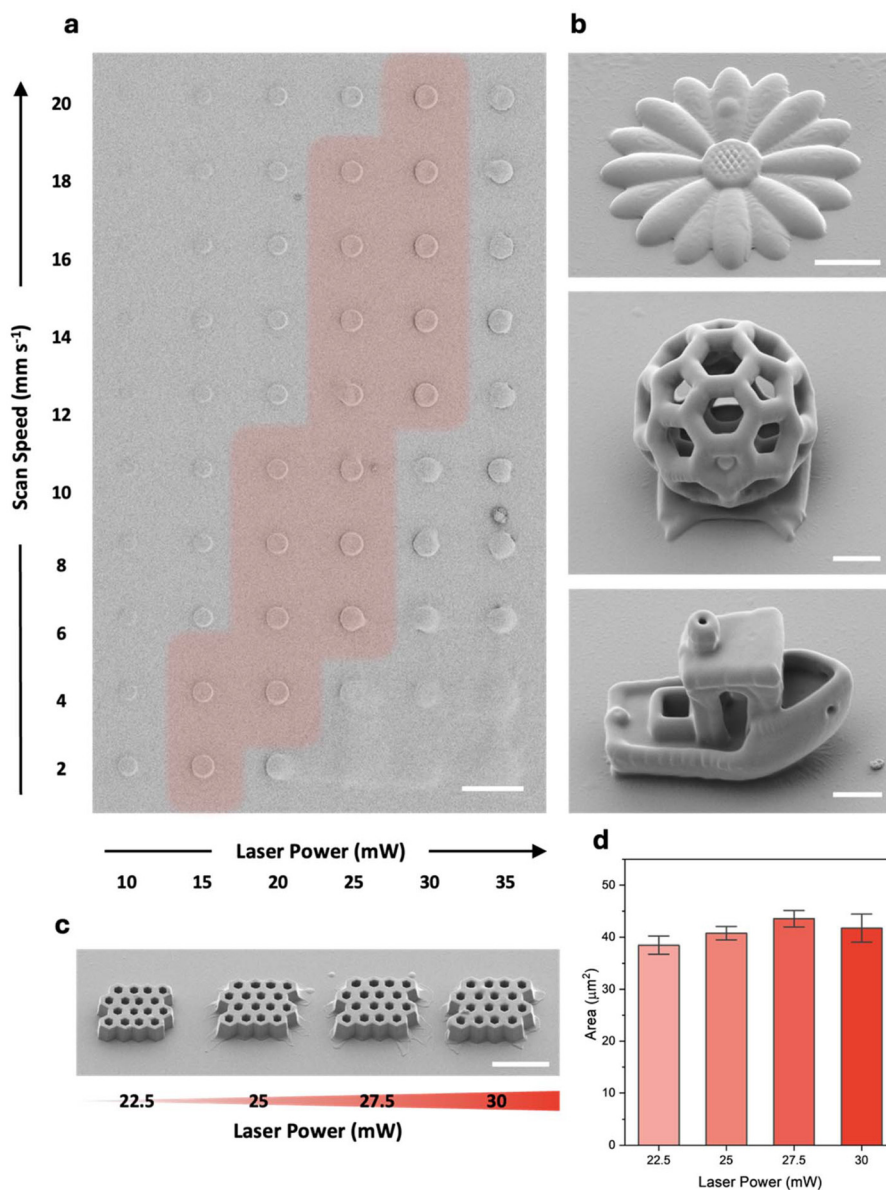 a
20
18
16
14
12
10
8
6
4
2
Scan Speed (mm s⁻¹)
Laser Power (mW)
10 15 20 25 30 35
b
c
22.5 25 27.5 30
Laser Power (mW)
d
50
40
30
20
10
0
Area (μm²)
22.5 25 27.5 30
Laser Power (mW)